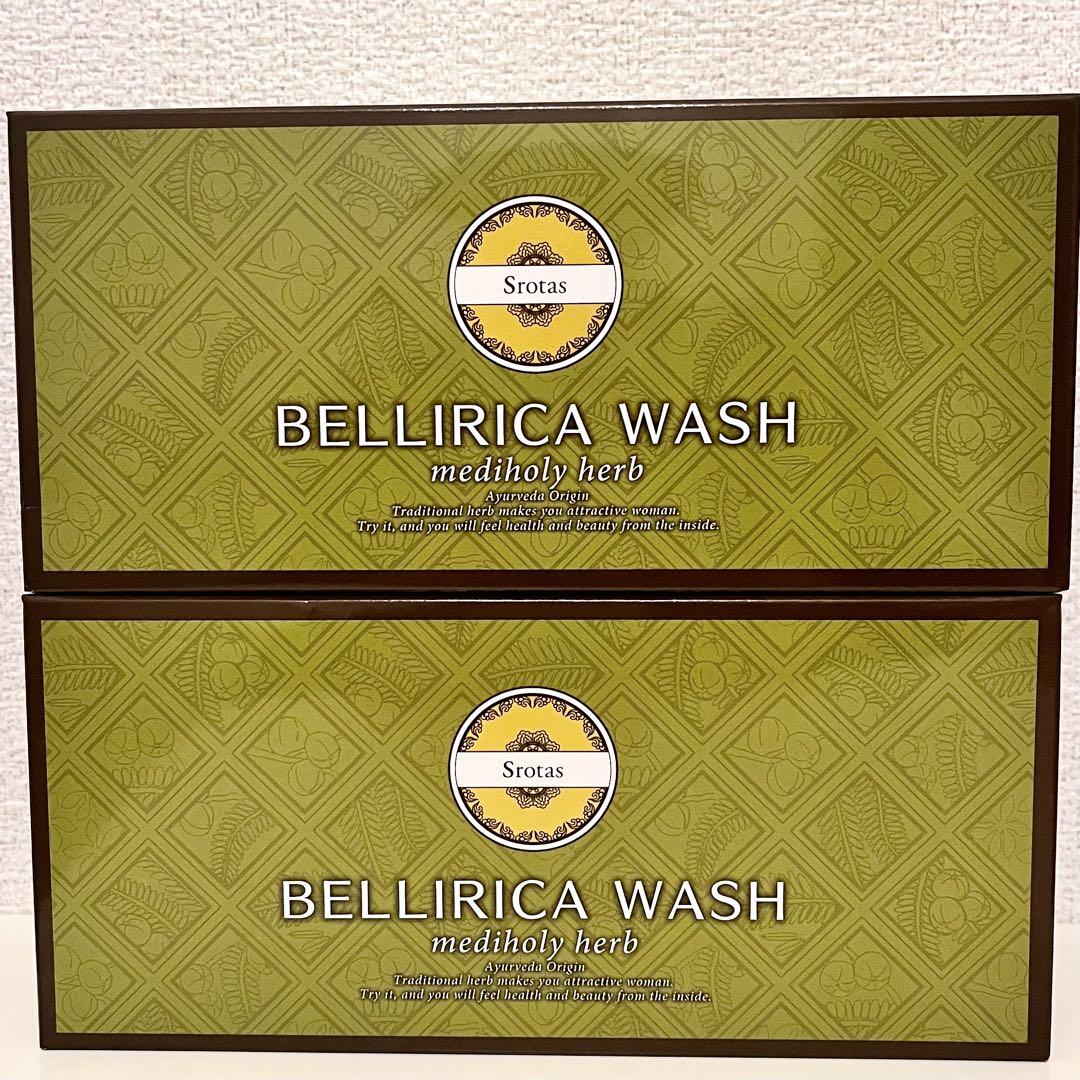 Srotas
BELLIRICA WASH
mediholy herb
Ayurveda Origin
Traditional herb makes you attractive woman.
Try it, and you will feel health and beauty from the inside.
Srotas
BELLIRICA WASH
mediholy herb
Ayurveda Origin
Traditional herb makes you attractive woman.
Try it, and you will feel health and beauty from the inside.